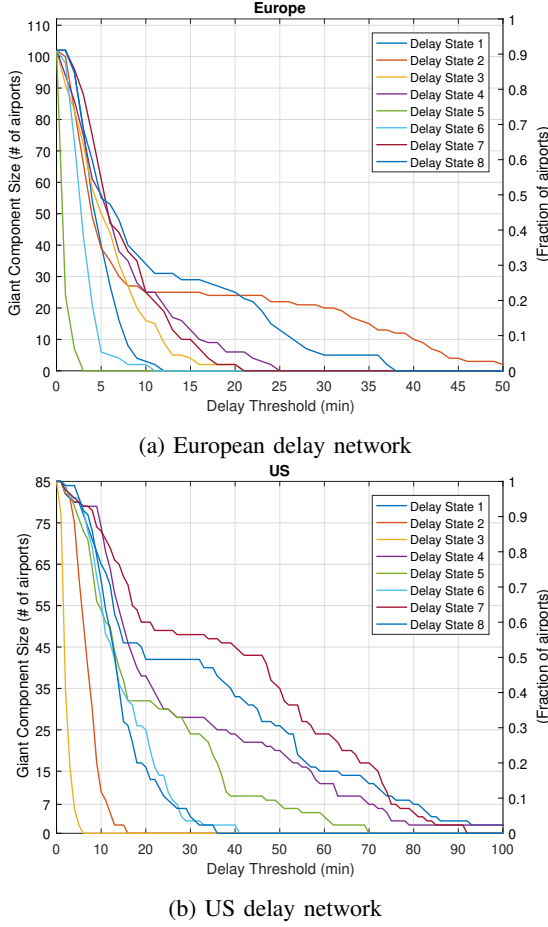 Europe
110
100
90
80
70
60
50
40
30
20
10
0
Giant Component Size (# of airports)
1
0.9
0.8
0.7
0.6
0.5
0.4
0.3
0.2
0.1
0
(Fraction of airports)
Delay State 1
Delay State 2
Delay State 3
Delay State 4
Delay State 5
Delay State 6
Delay State 7
Delay State 8
0 5 10 15 20 25 30 35 40 45 50
Delay Threshold (min)
(a) European delay network
US
85
75
65
55
45
35
25
15
7
0
Giant Component Size (# of airports)
1
0.9
0.8
0.7
0.6
0.5
0.4
0.3
0.2
0.1
0
(Fraction of airports)
Delay State 1
Delay State 2
Delay State 3
Delay State 4
Delay State 5
Delay State 6
Delay State 7
Delay State 8
0 10 20 30 40 50 60 70 80 90 100
Delay Threshold (min)
(b) US delay network